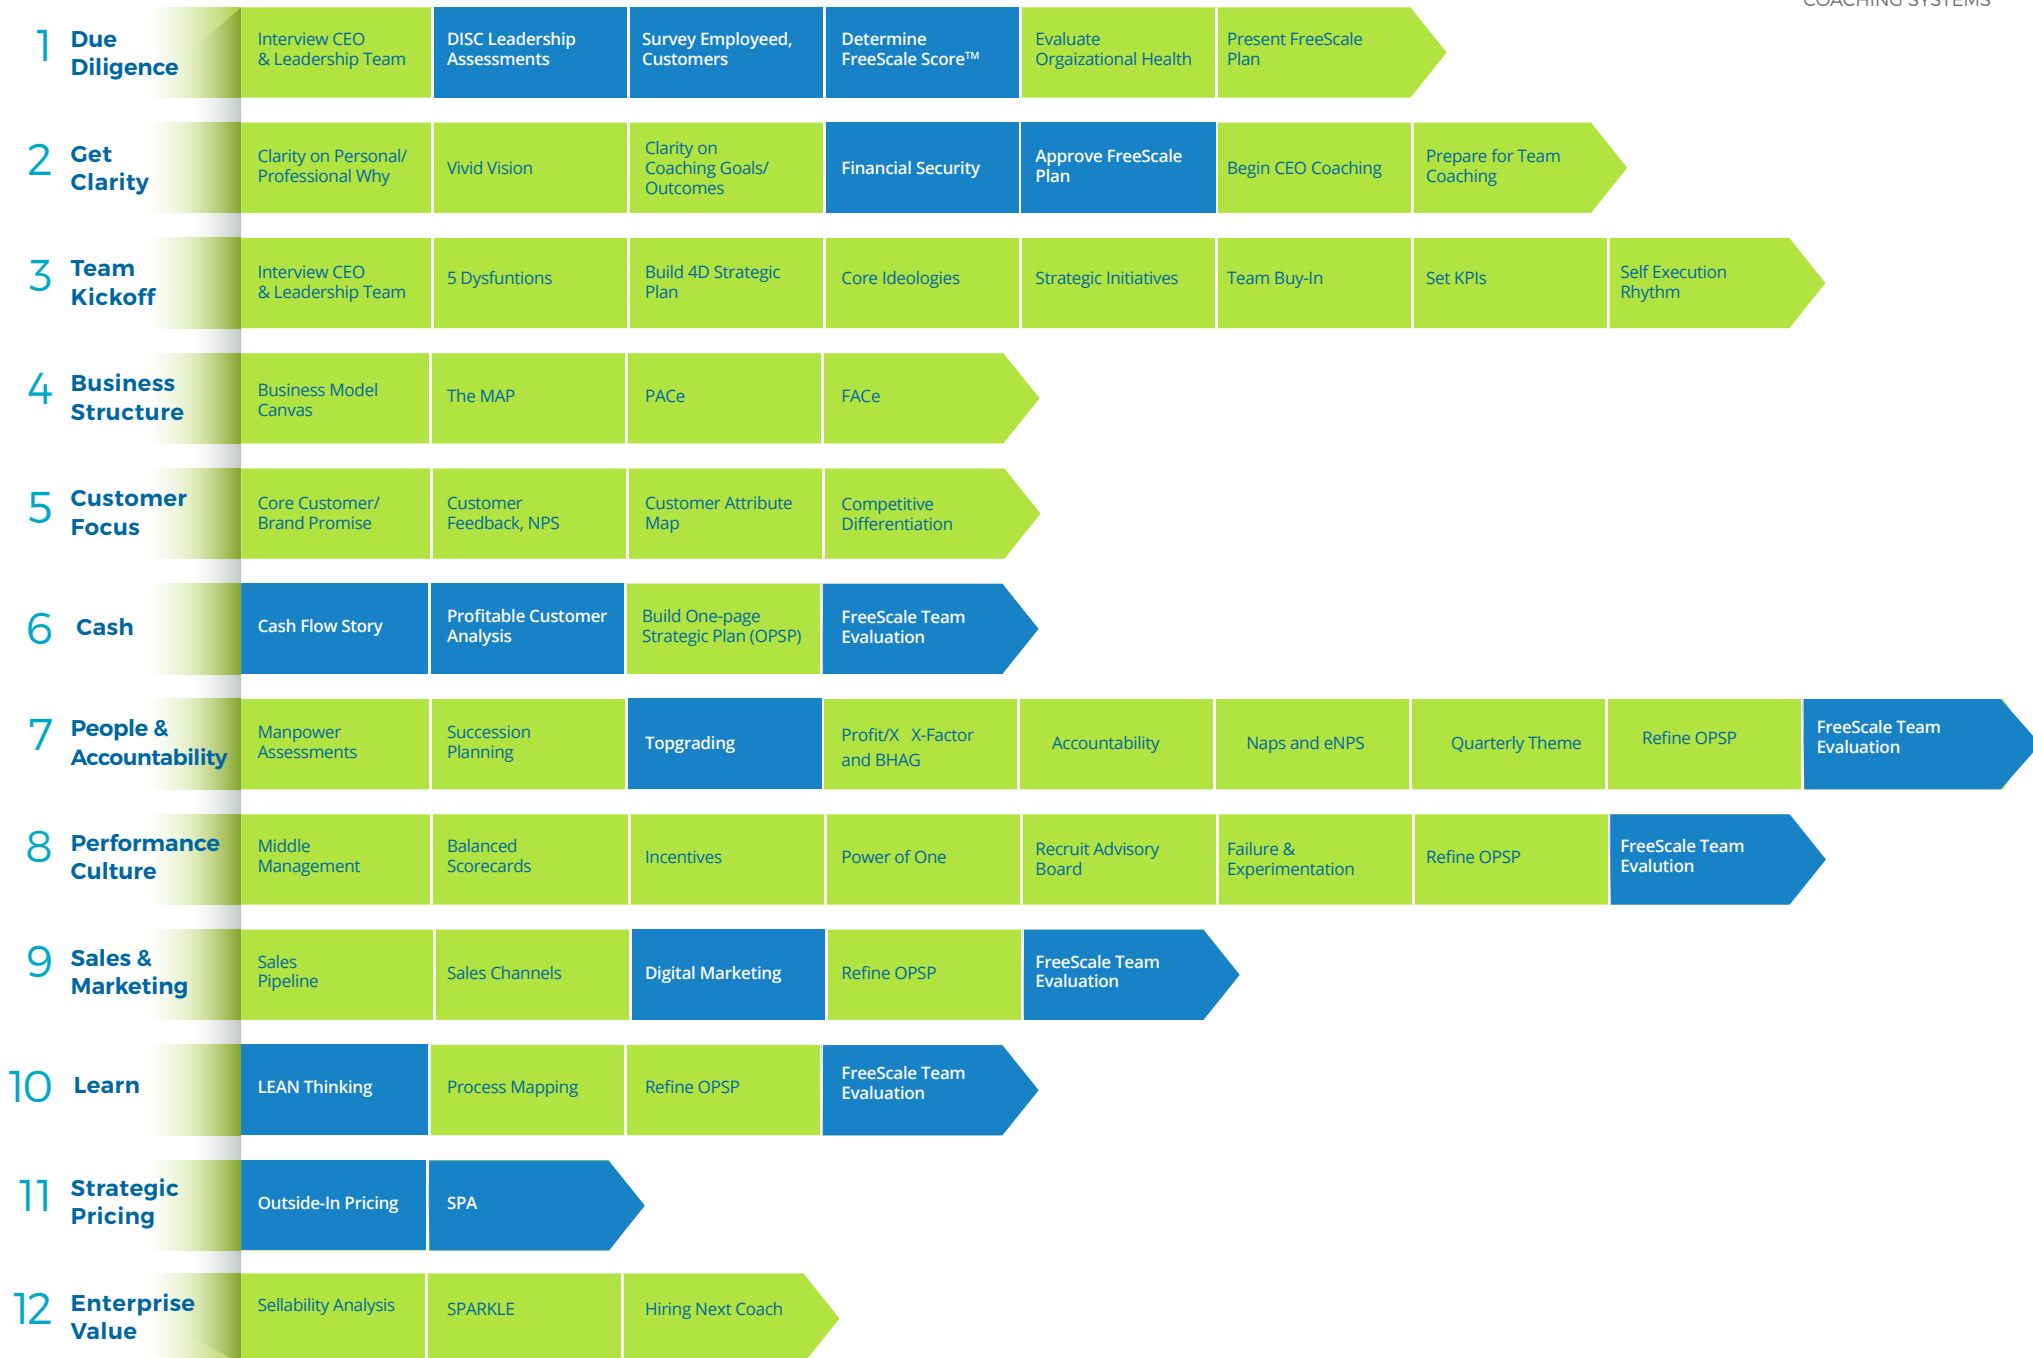 COACHING SYSTEMS
1 Due
Diligence
Interview CEO
& Leadership Team
DISC Leadership
Assessments
Survey Employeed,
Customers
Determine
FreeScale Score™
Evaluate
Orgaizational Health
Present FreeScale
Plan
2 Get
Clarity
Clarity on Personal/
Professional Why
Vivid Vision
Clarity on
Coaching Goals/
Outcomes
Financial Security
Approve FreeScale
Plan
Begin CEO Coaching
Prepare for Team
Coaching
3 Team
Kickoff
Interview CEO
& Leadership Team
5 Dysfuntions
Build 4D Strategic
Plan
Core Ideologies
Strategic Initiatives
Team Buy-In
Set KPIs
Self Execution
Rhythm
4 Business
Structure
Business Model
Canvas
The MAP
PACe
FACe
5 Customer
Focus
Core Customer/
Brand Promise
Customer
Feedback, NPS
Customer Attribute
Map
Competitive
Differentiation
6 Cash
Cash Flow Story
Profitable Customer
Analysis
Build One-page
Strategic Plan (OPSP)
FreeScale Team
Evaluation
7 People &
Accountability
Manpower
Assessments
Succession
Planning
Topgrading
Profit/X X-Factor
and BHAG
Accountability
Naps and eNPS
Quarterly Theme
Refine OPSP
FreeScale Team
Evaluation
8 Performance
Culture
Middle
Management
Balanced
Scorecards
Incentives
Power of One
Recruit Advisory
Board
Failure &
Experimentation
Refine OPSP
FreeScale Team
Evalution
9 Sales &
Marketing
Sales
Pipeline
Sales Channels
Digital Marketing
Refine OPSP
FreeScale Team
Evaluation
10 Learn
LEAN Thinking
Process Mapping
Refine OPSP
FreeScale Team
Evaluation
11 Strategic
Pricing
Outside-In Pricing
SPA
12 Enterprise
Value
Sellability Analysis
SPARKLE
Hiring Next Coach